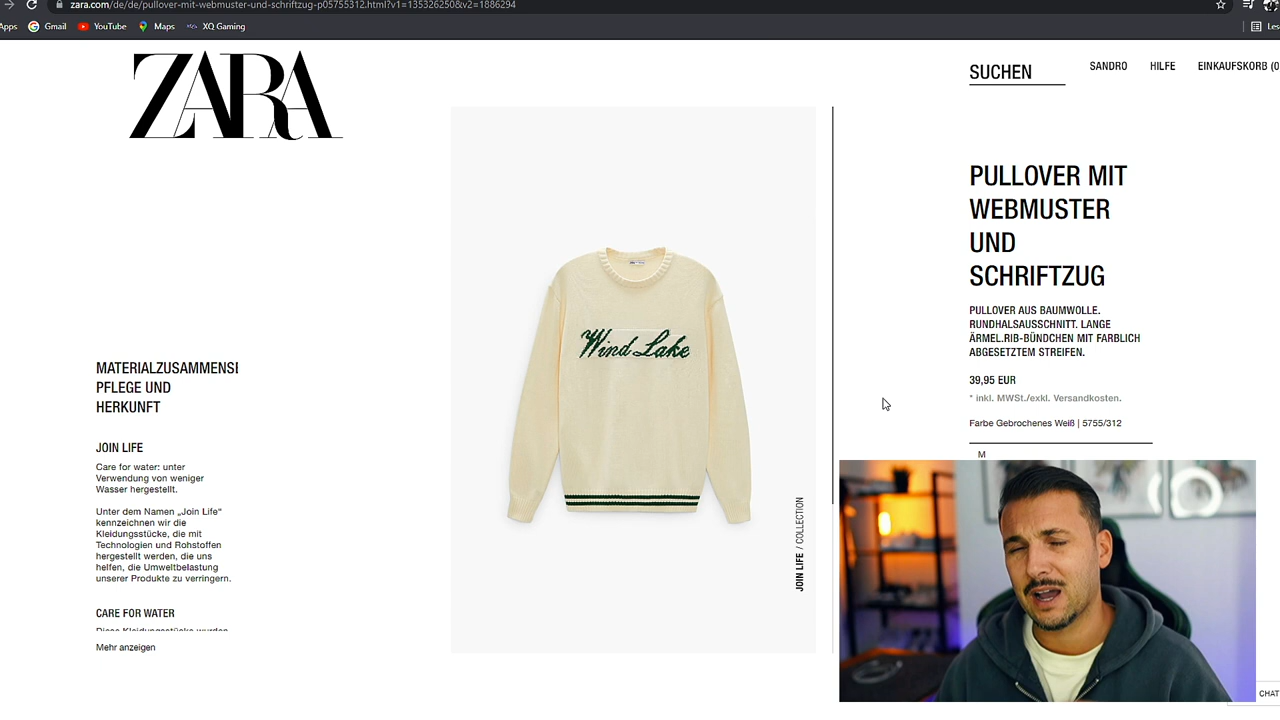 zara.com/de/de/pullover-mit-webmuster-und-schriftzug-p05755312.html?v1=135326250&v2=1886294
Apps Gmail YouTube Maps XQ Gaming Les
ZARA
SUCHEN
SANDRO
HILFE
EINKAUFSKORB (0
Wind Lake
JOIN LIFE / COLLECTION
PULLOVER MIT
WEBMUSTER
UND
SCHRIFTZUG
PULLOVER AUS BAUMWOLLE.
RUNDHALSAUSSCHNITT. LANGE
ÄRMEL.RIB-BÜNDCHEN MIT FARBLICH
ABGESETZTEM STREIFEN.
39,95 EUR
* inkl. MWSt./exkl. Versandkosten.
Farbe Gebrochenes Weiß | 5755/312
M
MATERIALZUSAMMENSI
PFLEGE UND
HERKUNFT
JOIN LIFE
Care for water: unter
Verwendung von weniger
Wasser hergestellt.
Unter dem Namen „Join Life“
kennzeichnen wir die
Kleidungsstücke, die mit
Technologien und Rohstoffen
hergestellt werden, die uns
helfen, die Umweltbelastung
unserer Produkte zu verringern.
CARE FOR WATER
Diese Kleidungsstücke wurden
Mehr anzeigen
CHAT